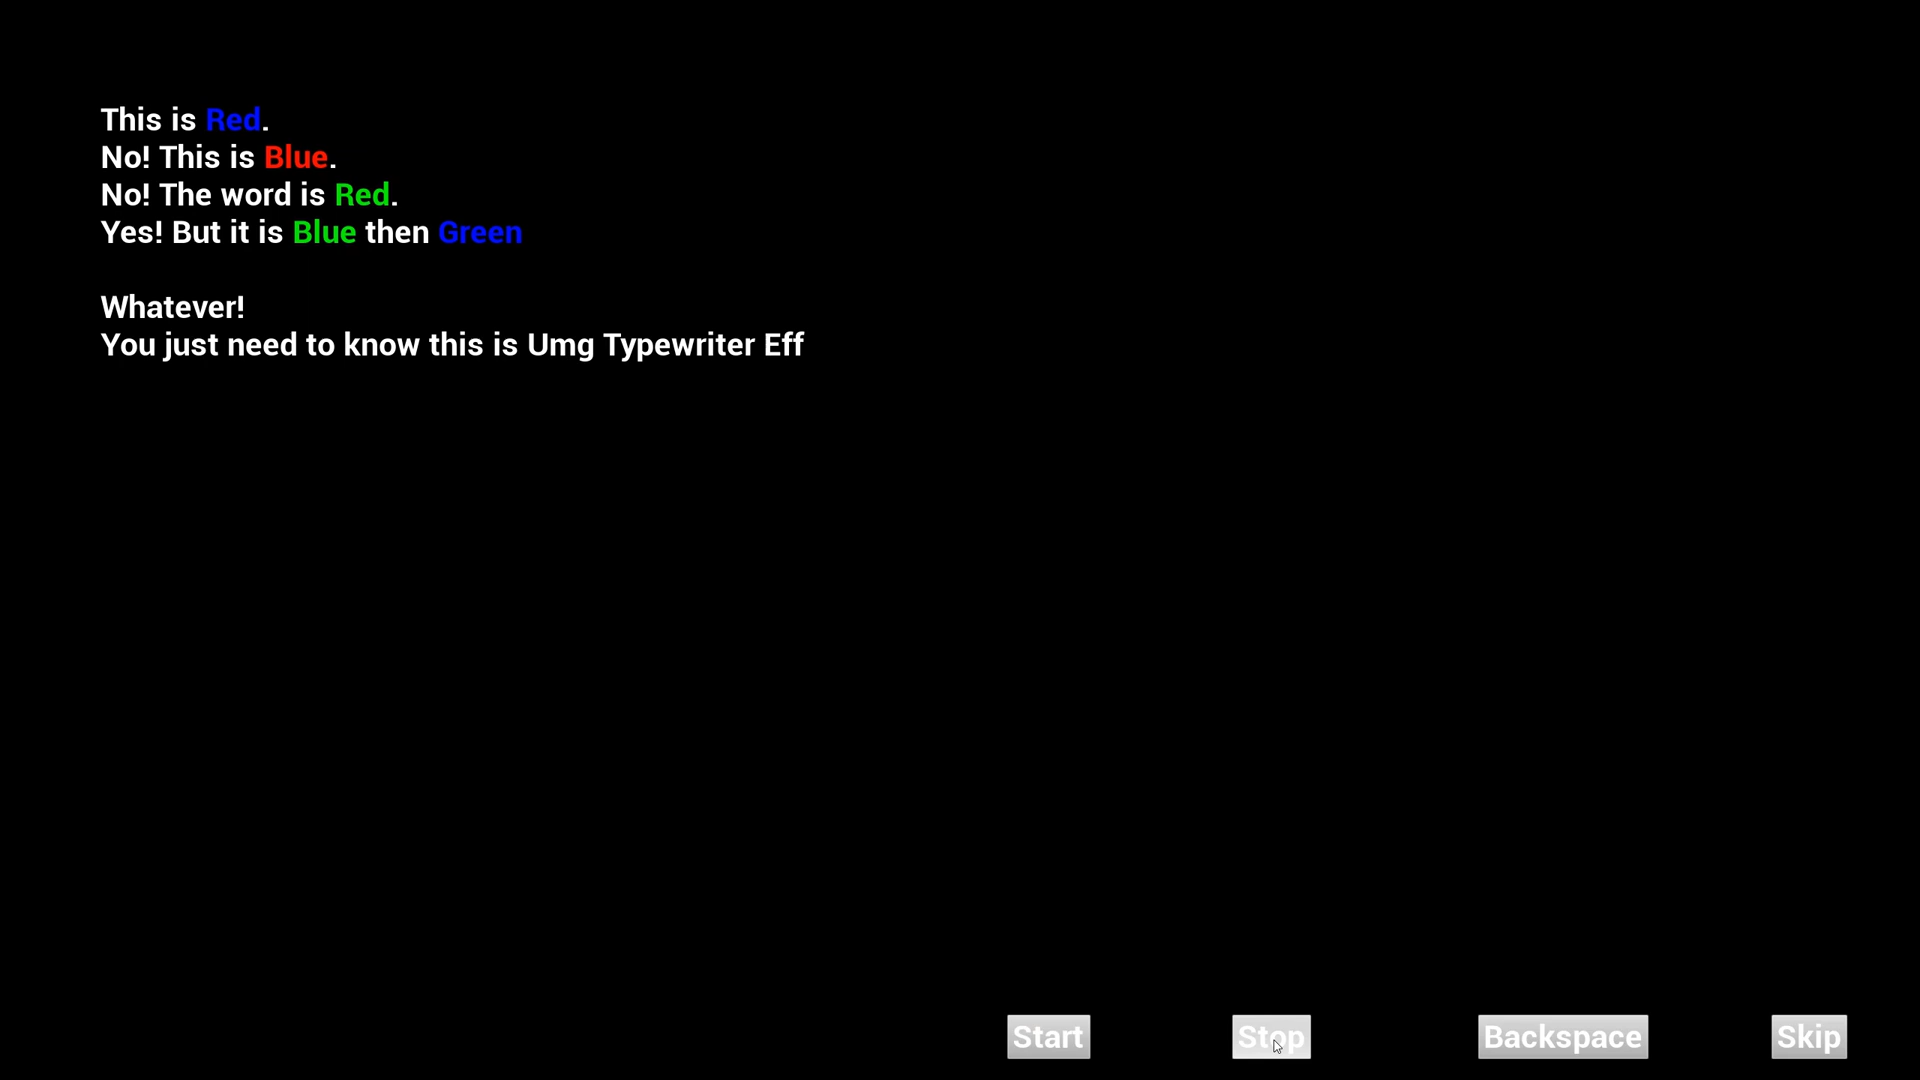 This is Red.
No! This is Blue.
No! The word is Red.
Yes! But it is Blue then Green
Whatever!
You just need to know this is Umg Typewriter Eff
Start
Stop
Backspace
Skip